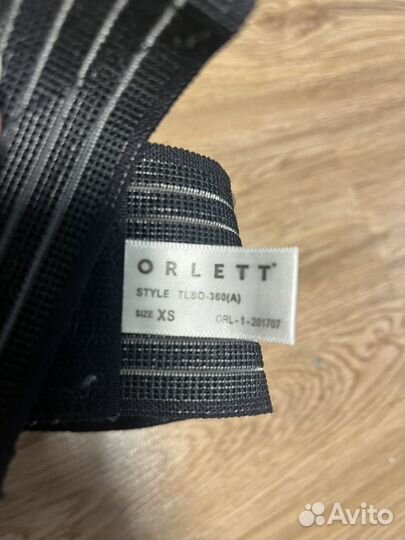 ORLETT
STYLE TLSO-360(A)
SIZE XS ORL-1-201707
Avito